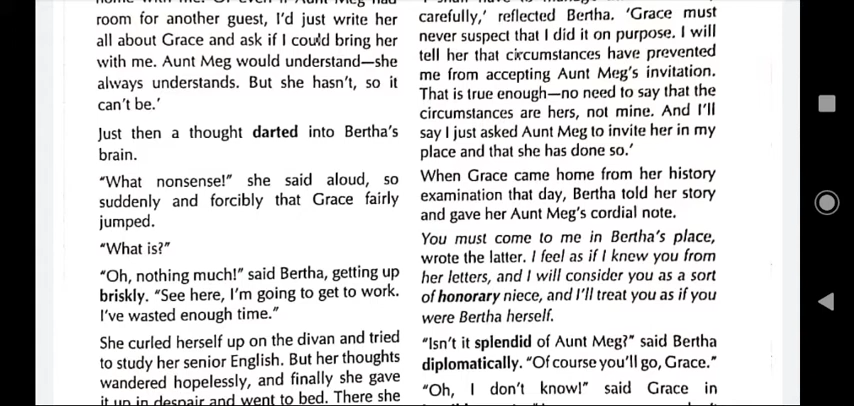 room for another guest, I'd just write her
all about Grace and ask if I could bring her
with me. Aunt Meg would understand—she
always understands. But she hasn't, so it
can't be.'
Just then a thought darted into Bertha's
brain.
"What nonsense!" she said aloud, so
suddenly and forcibly that Grace fairly
jumped.
"What is?"
"Oh, nothing much!" said Bertha, getting up
briskly. "See here, I'm going to get to work.
I've wasted enough time."
She curled herself up on the divan and tried
to study her senior English. But her thoughts
wandered hopelessly, and finally she gave
it up in despair and went to bed. There she
carefully,' reflected Bertha. 'Grace must
never suspect that I did it on purpose. I will
tell her that circumstances have prevented
me from accepting Aunt Meg's invitation.
That is true enough—no need to say that the
circumstances are hers, not mine. And I'll
say I just asked Aunt Meg to invite her in my
place and that she has done so.'
When Grace came home from her history
examination that day, Bertha told her story
and gave her Aunt Meg's cordial note.
You must come to me in Bertha's place,
wrote the latter. I feel as if I knew you from
her letters, and I will consider you as a sort
of honorary niece, and I'll treat you as if you
were Bertha herself.
"Isn't it splendid of Aunt Meg?" said Bertha
diplomatically. "Of course you'll go, Grace."
"Oh, I don't know!" said Grace in